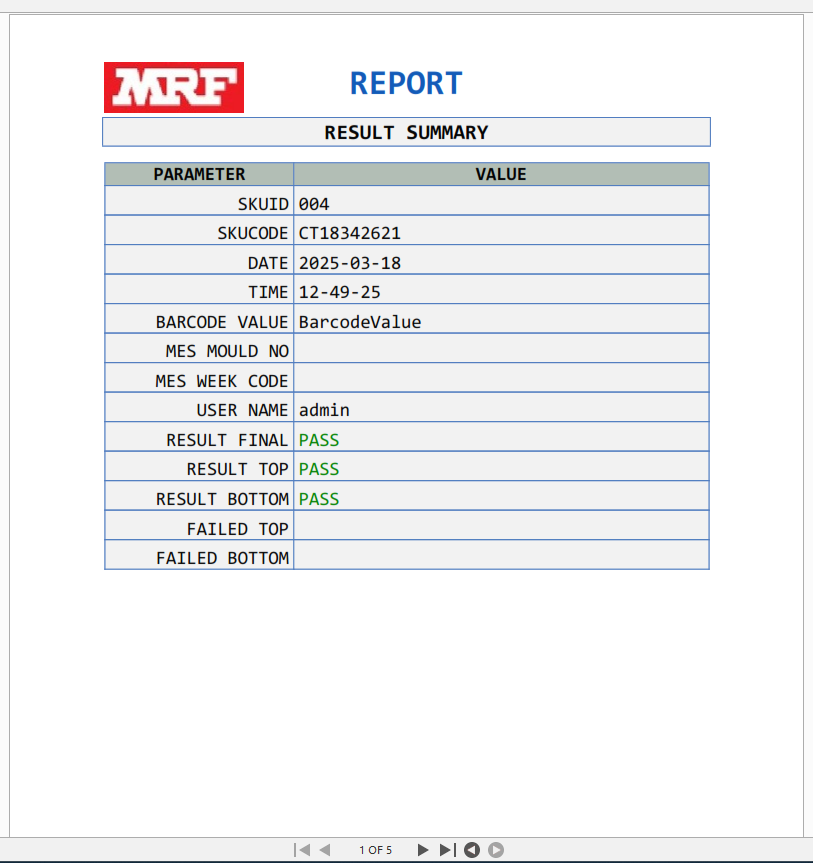 MRF
REPORT
RESULT SUMMARY
PARAMETER VALUE
SKUID 004
SKUCODE CT18342621
DATE 2025-03-18
TIME 12-49-25
BARCODE VALUE BarcodeValue
MES MOULD NO
MES WEEK CODE
USER NAME admin
RESULT FINAL PASS
RESULT TOP PASS
RESULT BOTTOM PASS
FAILED TOP
FAILED BOTTOM
1 OF 5